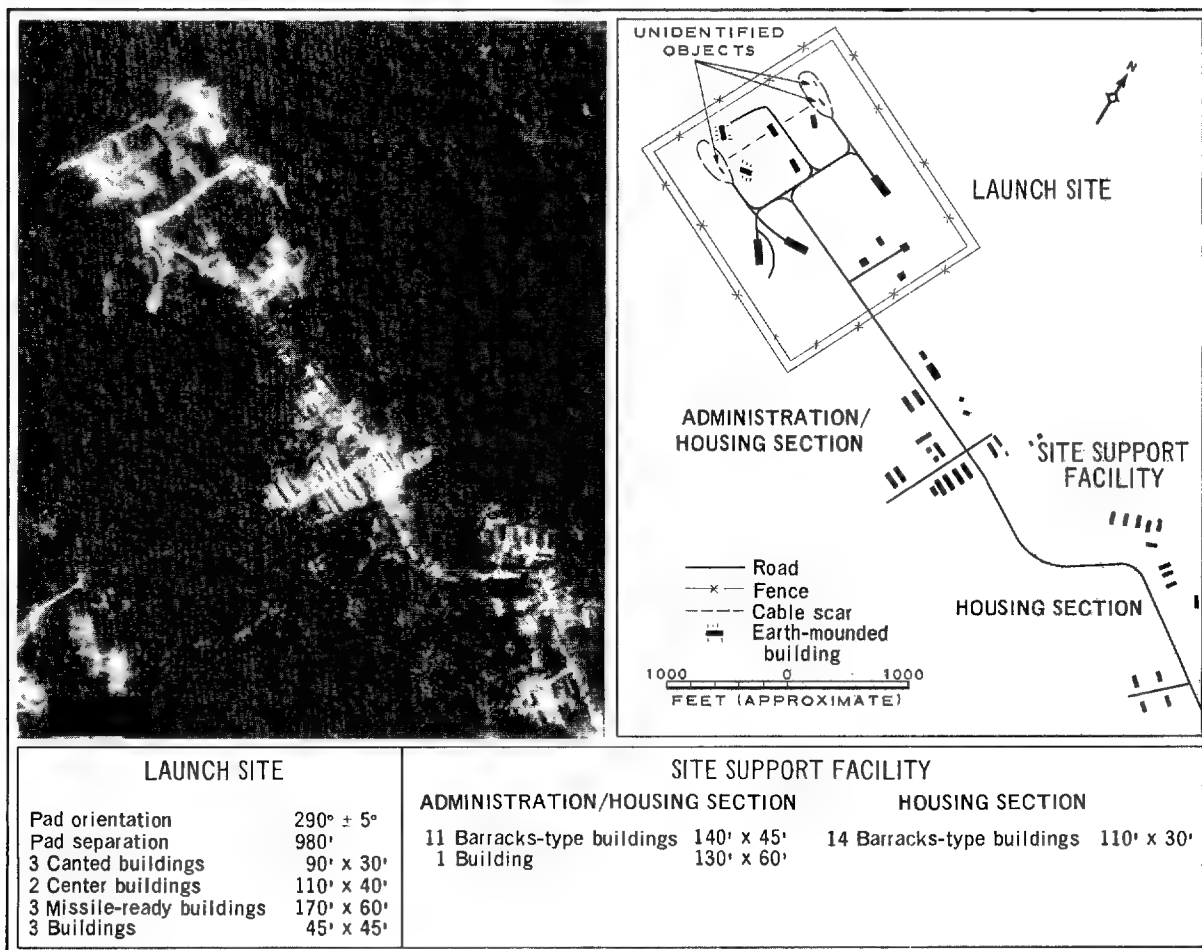 UNIDENTIFIED
OBJECTS
N
LAUNCH SITE
ADMINISTRATION/
HOUSING SECTION
SITE SUPPORT
FACILITY
Road
Fence
Cable scar
Earth-mounded
building
HOUSING SECTION
1000 0 1000
FEET (APPROXIMATE)
LAUNCH SITE
Pad orientation 290° ± 5°
Pad separation 980'
3 Canted buildings 90' x 30'
2 Center buildings 110' x 40'
3 Missile-ready buildings 170' x 60'
3 Buildings 45' x 45'
SITE SUPPORT FACILITY
ADMINISTRATION/HOUSING SECTION HOUSING SECTION
11 Barracks-type buildings 140' x 45' 14 Barracks-type buildings 110' x 30'
1 Building 130' x 60'